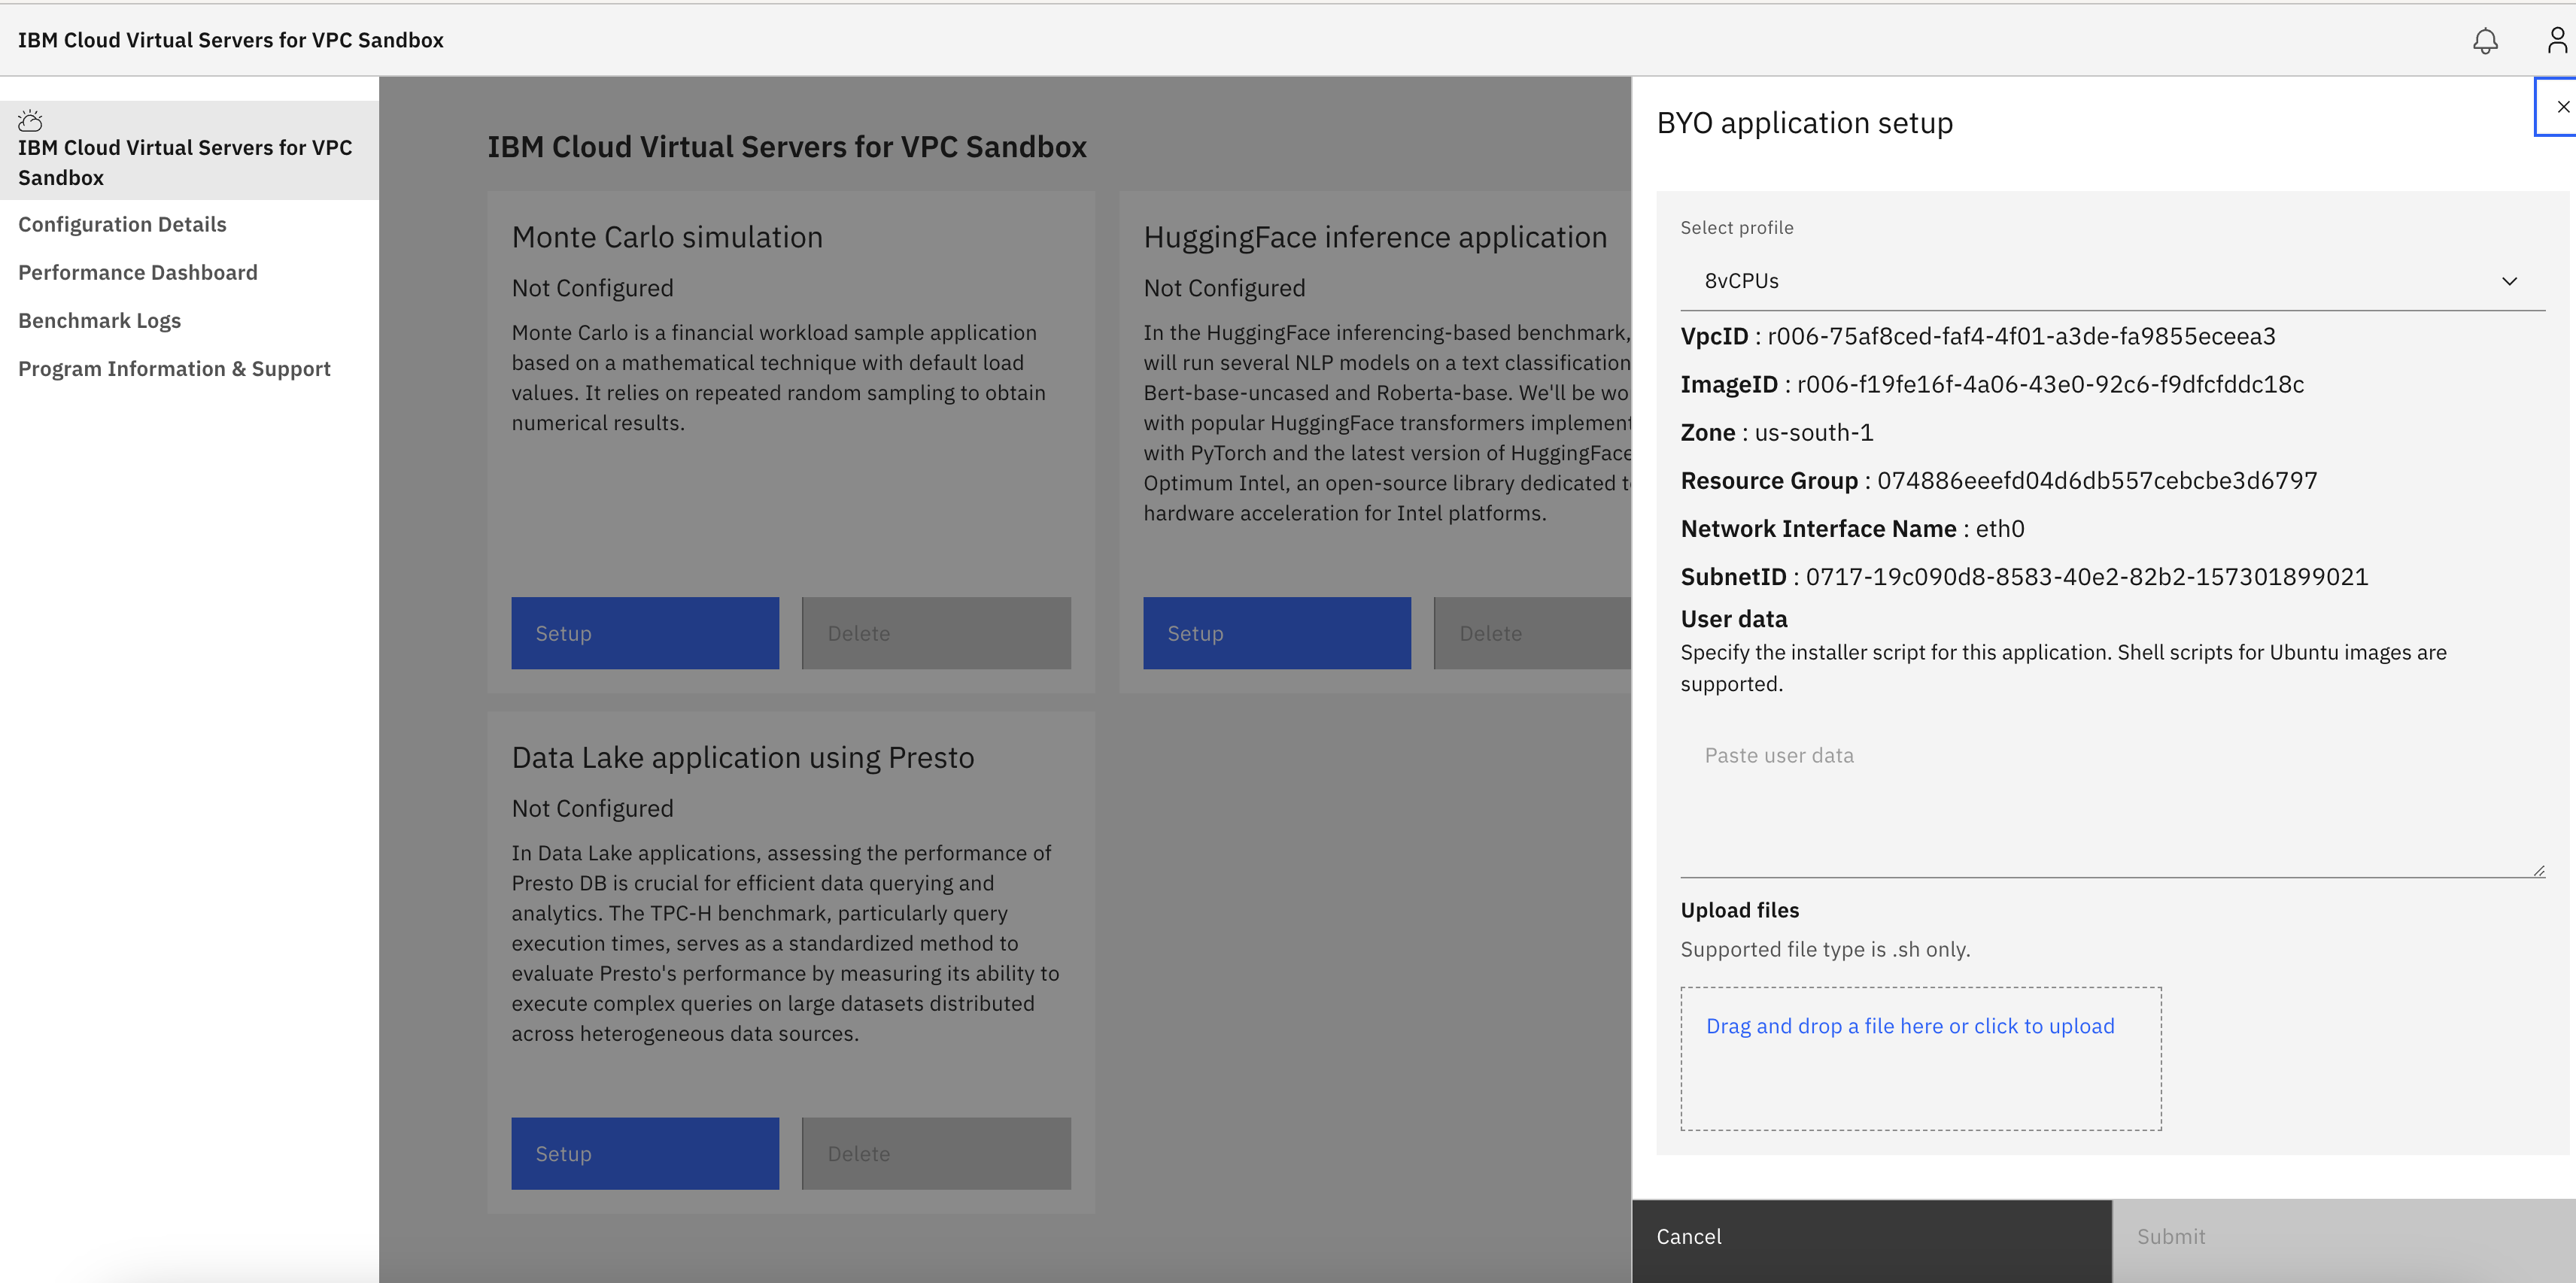 IBM Cloud Virtual Servers for VPC Sandbox
IBM Cloud Virtual Servers for VPC
Sandbox
Configuration Details
Performance Dashboard
Benchmark Logs
Program Information & Support
IBM Cloud Virtual Servers for VPC Sandbox
Monte Carlo simulation
Not Configured
Monte Carlo is a financial workload sample application
based on a mathematical technique with default load
values. It relies on repeated random sampling to obtain
numerical results.
Setup
Delete
HuggingFace inference application
Not Configured
In the HuggingFace inferencing-based benchmark,
will run several NLP models on a text classification
Bert-base-uncased and Roberta-base. We'll be wo
with popular HuggingFace transformers implement
with PyTorch and the latest version of HuggingFace
Optimum Intel, an open-source library dedicated t
hardware acceleration for Intel platforms.
Setup
Delete
Data Lake application using Presto
Not Configured
In Data Lake applications, assessing the performance of
Presto DB is crucial for efficient data querying and
analytics. The TPC-H benchmark, particularly query
execution times, serves as a standardized method to
evaluate Presto's performance by measuring its ability to
execute complex queries on large datasets distributed
across heterogeneous data sources.
Setup
Delete
BYO application setup
Select profile
8vCPUs
VpcID : r006-75af8ced-faf4-4f01-a3de-fa9855eceea3
ImageID : r006-f19fe16f-4a06-43e0-92c6-f9dfcfddc18c
Zone : us-south-1
Resource Group : 074886eeefd04d6db557cebcbe3d6797
Network Interface Name : eth0
SubnetID : 0717-19c090d8-8583-40e2-82b2-157301899021
User data
Specify the installer script for this application. Shell scripts for Ubuntu images are
supported.
Paste user data
Upload files
Supported file type is .sh only.
Drag and drop a file here or click to upload
Cancel
Submit